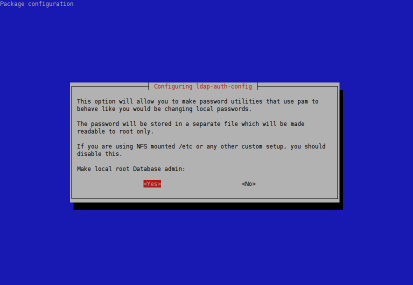 Package configuration
Configuring ldap-auth-config
This option will allow you to make password utilities that use pam to
behave like you would be changing local passwords.
The password will be stored in a separate file which will be made
readable to root only.
If you are using NFS mounted /etc or any other custom setup, you should
disable this.
Make local root Database admin:
<Yes> <No>